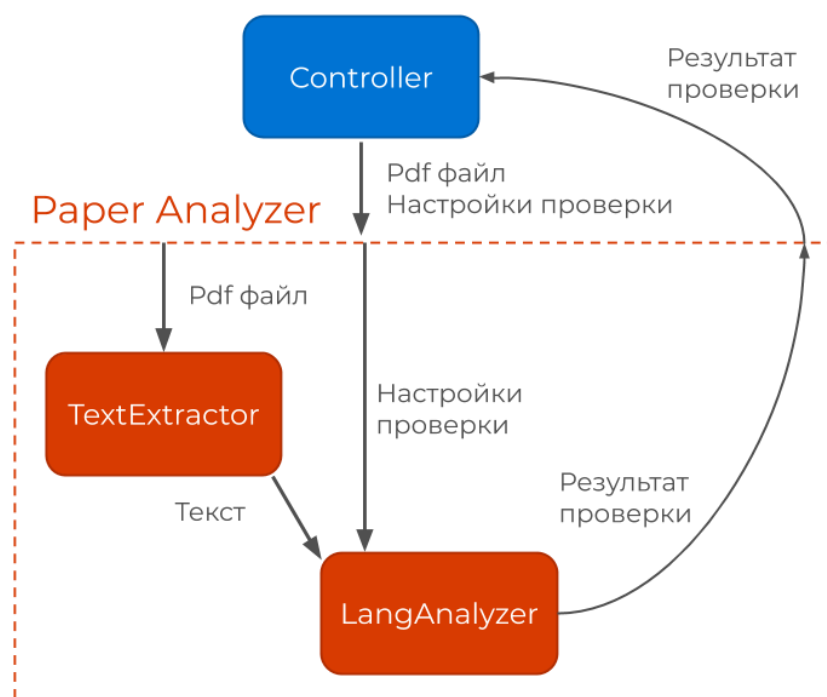 Controller
Результат
проверки
Pdf файл
Настройки проверки
Paper Analyzer
Pdf файл
TextExtractor
Настройки
проверки
Текст
Результат
проверки
LangAnalyzer